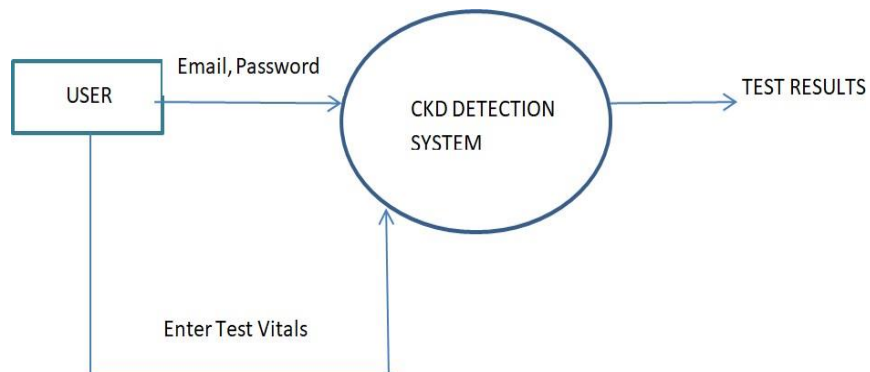 Email, Password
USER
TEST RESULTS
CKD DETECTION
SYSTEM
Enter Test Vitals